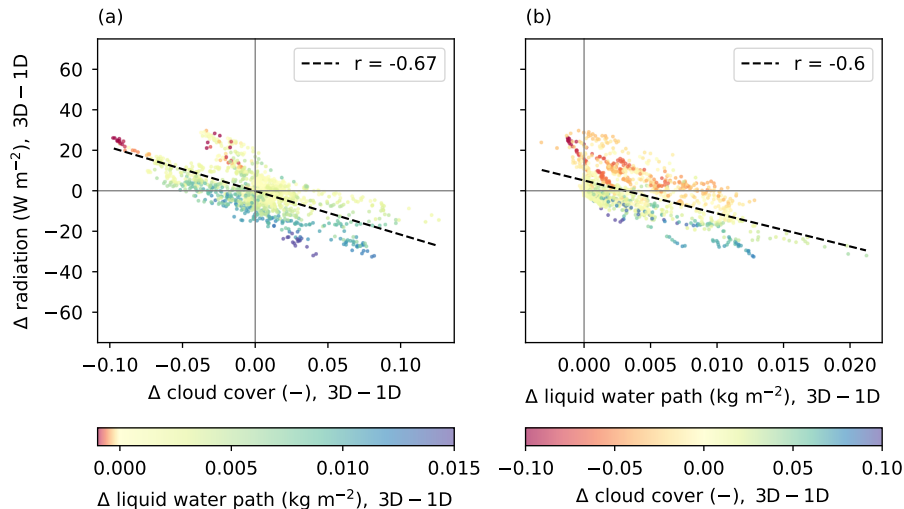 (a)
(b)
Δ radiation (W m⁻²), 3D−1D
60
40
20
0
−20
−40
−60
r = -0.67
r = -0.6
−0.10 −0.05 0.00 0.05 0.10
0.000 0.005 0.010 0.015 0.020
Δ cloud cover (−), 3D−1D
Δ liquid water path (kg m⁻²), 3D−1D
0.000 0.005 0.010 0.015
−0.10 −0.05 0.00 0.05 0.10
Δ liquid water path (kg m⁻²), 3D−1D
Δ cloud cover (−), 3D−1D